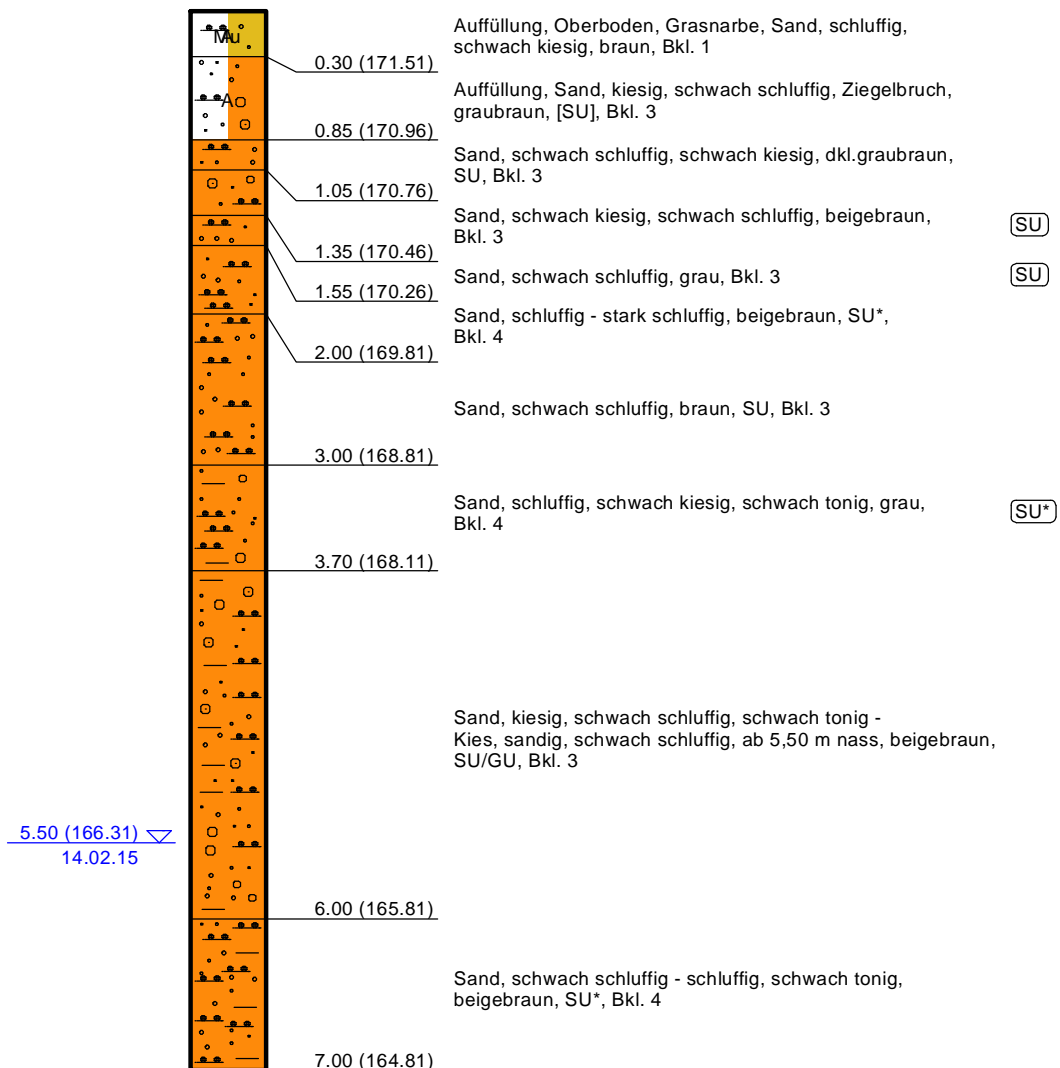 Auffüllung, Oberboden, Grasnarbe, Sand, schluffig,
schwach kiesig, braun, Bkl. 1
Mu
A
0.30 (171.51)
Auffüllung, Sand, kiesig, schwach schluffig, Ziegelbruch,
graubraun, [SU], Bkl. 3
A
0.85 (170.96)
Sand, schwach schluffig, schwach kiesig, dkl.graubraun,
SU, Bkl. 3
1.05 (170.76)
Sand, schwach kiesig, schwach schluffig, beigebraun,
Bkl. 3
SU
1.35 (170.46)
Sand, schwach schluffig, grau, Bkl. 3
SU
1.55 (170.26)
Sand, schluffig - stark schluffig, beigebraun, SU*,
Bkl. 4
2.00 (169.81)
Sand, schwach schluffig, braun, SU, Bkl. 3
3.00 (168.81)
Sand, schluffig, schwach kiesig, schwach tonig, grau,
Bkl. 4
SU*
3.70 (168.11)
Sand, kiesig, schwach schluffig, schwach tonig -
Kies, sandig, schwach schluffig, ab 5,50 m nass, beigebraun,
SU/GU, Bkl. 3
5.50 (166.31)
14.02.15
6.00 (165.81)
Sand, schwach schluffig - schluffig, schwach tonig,
beigebraun, SU*, Bkl. 4
7.00 (164.81)